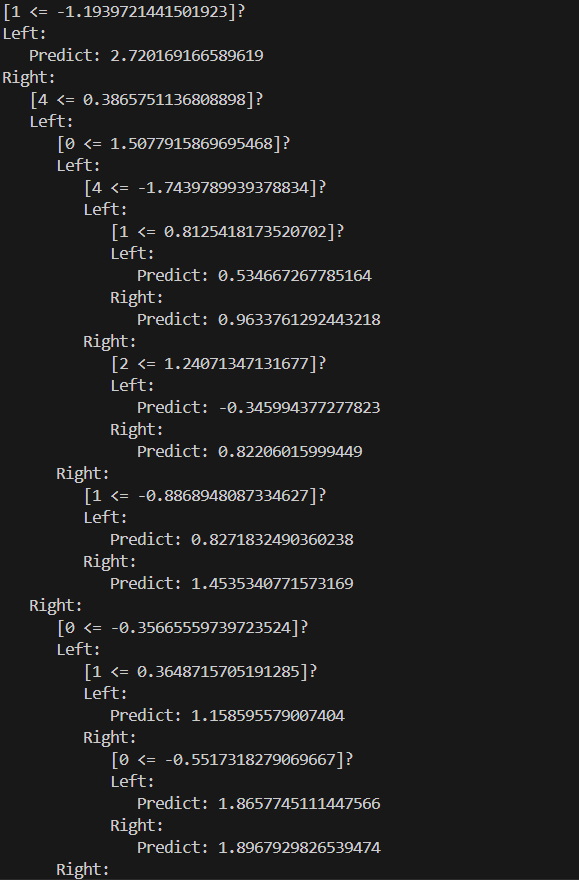 [1 <= -1.1939721441501923]?
Left:
   Predict: 2.720169166589619
Right:
   [4 <= 0.3865751136808898]?
   Left:
      [0 <= 1.5077915869695468]?
      Left:
         [4 <= -1.7439789939378834]?
         Left:
            [1 <= 0.8125418173520702]?
            Left:
               Predict: 0.534667267785164
            Right:
               Predict: 0.9633761292443218
         Right:
            [2 <= 1.24071347131677]?
            Left:
               Predict: -0.345994377277823
            Right:
               Predict: 0.82206015999449
      Right:
         [1 <= -0.8868948087334627]?
         Left:
            Predict: 0.8271832490360238
         Right:
            Predict: 1.4535340771573169
   Right:
      [0 <= -0.35665559739723524]?
      Left:
         [1 <= 0.3648715705191285]?
         Left:
            Predict: 1.158595579007404
         Right:
            [0 <= -0.5517318279069667]?
            Left:
               Predict: 1.8657745111447566
            Right:
               Predict: 1.8967929826539474
      Right: